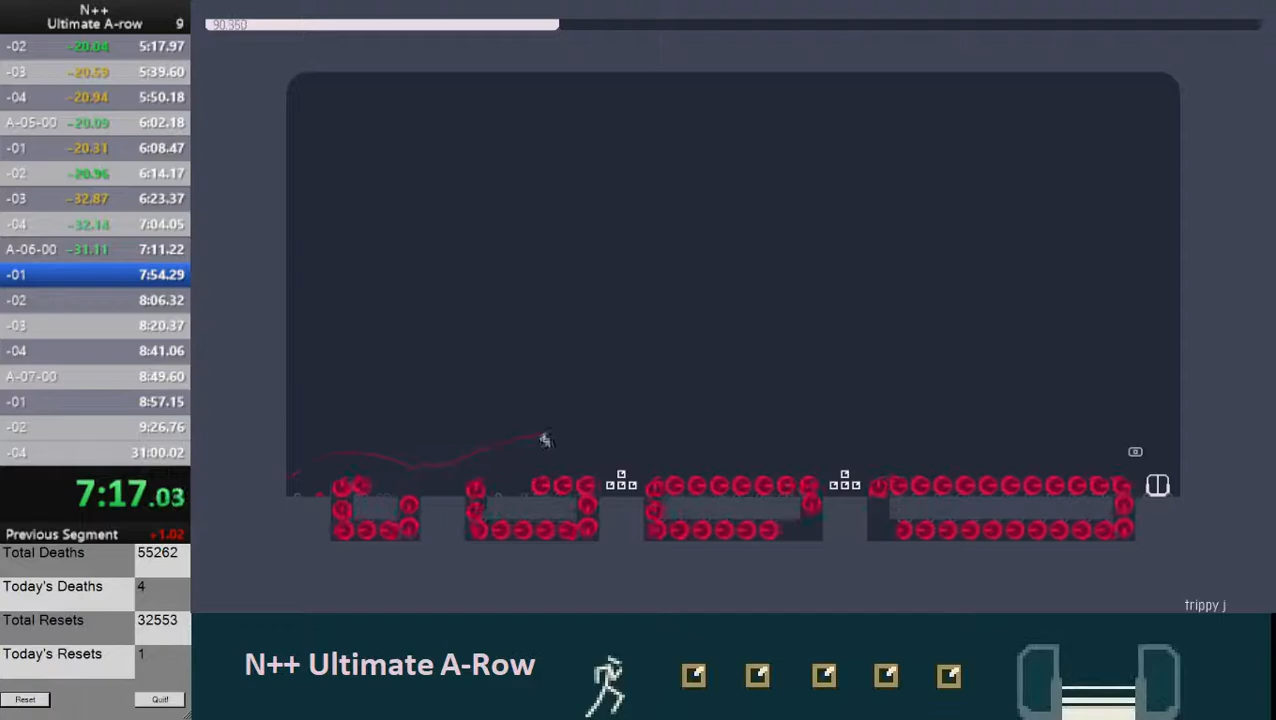 N++
Ultimate A-row 9
-02 -20.04 5:17.97
-03 -20.59 5:39.60
-04 -20.94 5:50.18
A-05-00 -20.09 6:02.18
-01 -20.31 6:08.47
-02 -20.96 6:14.17
-03 -32.87 6:23.37
-04 -32.14 7:04.05
A-06-00 -31.11 7:11.22
-01 7:54.29
-02 8:06.32
-03 8:20.37
-04 8:41.06
A-07-00 8:49.60
-01 8:57.15
-02 9:26.76
-04 31:00.02
7:17.03
Previous Segment +1.02
Total Deaths 55262
Today's Deaths 4
Total Resets 32553
Today's Resets 1
Reset Quit!
90.350
trippy j
N++ Ultimate A-Row